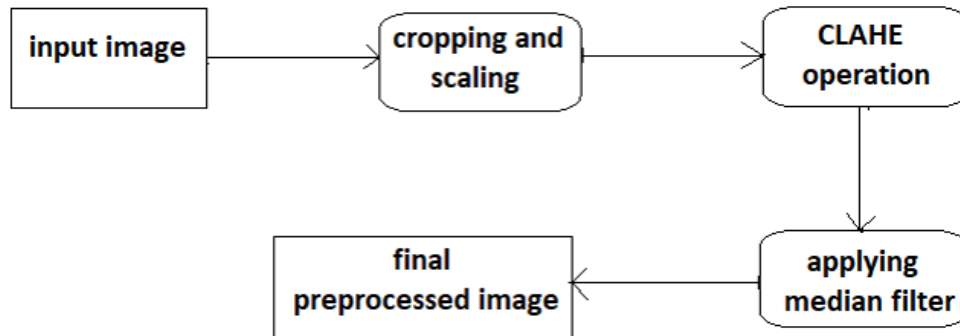 input image
cropping and
scaling
CLAHE
operation
applying
median filter
final
preprocessed image